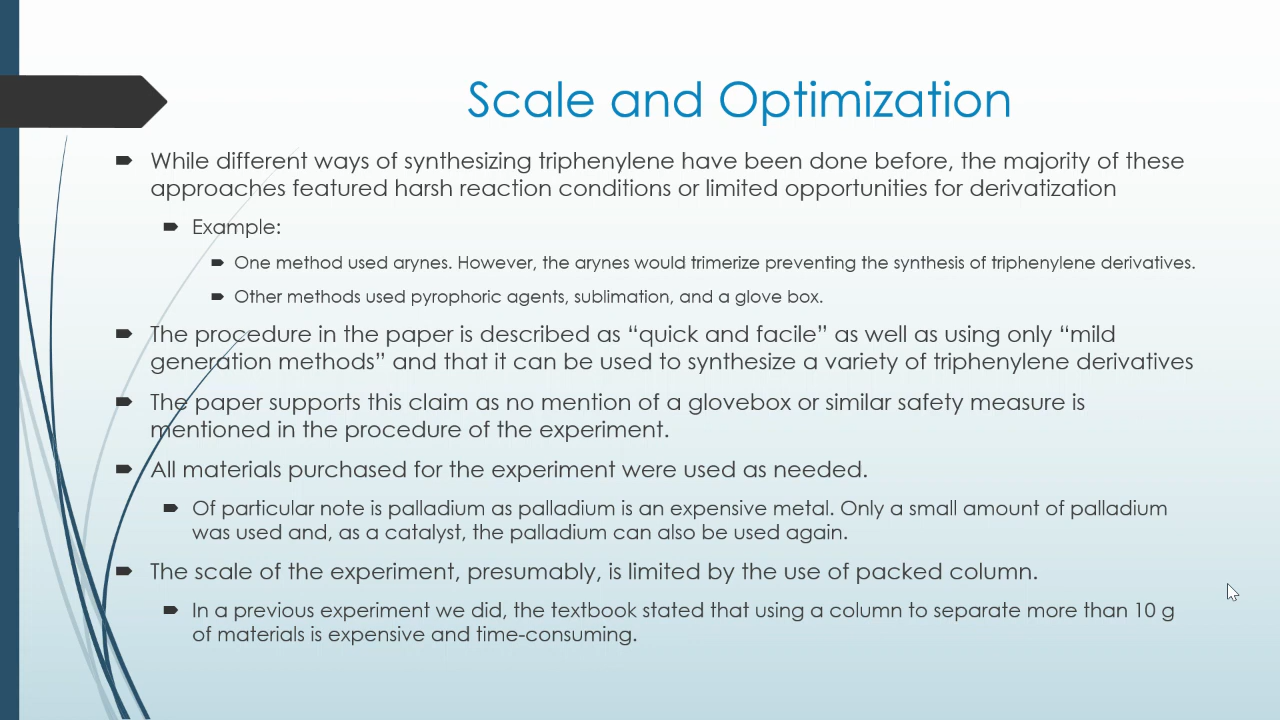 Scale and Optimization
While different ways of synthesizing triphenylene have been done before, the majority of these
approaches featured harsh reaction conditions or limited opportunities for derivatization
Example:
One method used arynes. However, the arynes would trimerize preventing the synthesis of triphenylene derivatives.
Other methods used pyrophoric agents, sublimation, and a glove box.
The procedure in the paper is described as “quick and facile” as well as using only “mild
generation methods” and that it can be used to synthesize a variety of triphenylene derivatives
The paper supports this claim as no mention of a glovebox or similar safety measure is
mentioned in the procedure of the experiment.
All materials purchased for the experiment were used as needed.
Of particular note is palladium as palladium is an expensive metal. Only a small amount of palladium
was used and, as a catalyst, the palladium can also be used again.
The scale of the experiment, presumably, is limited by the use of packed column.
In a previous experiment we did, the textbook stated that using a column to separate more than 10 g
of materials is expensive and time-consuming.